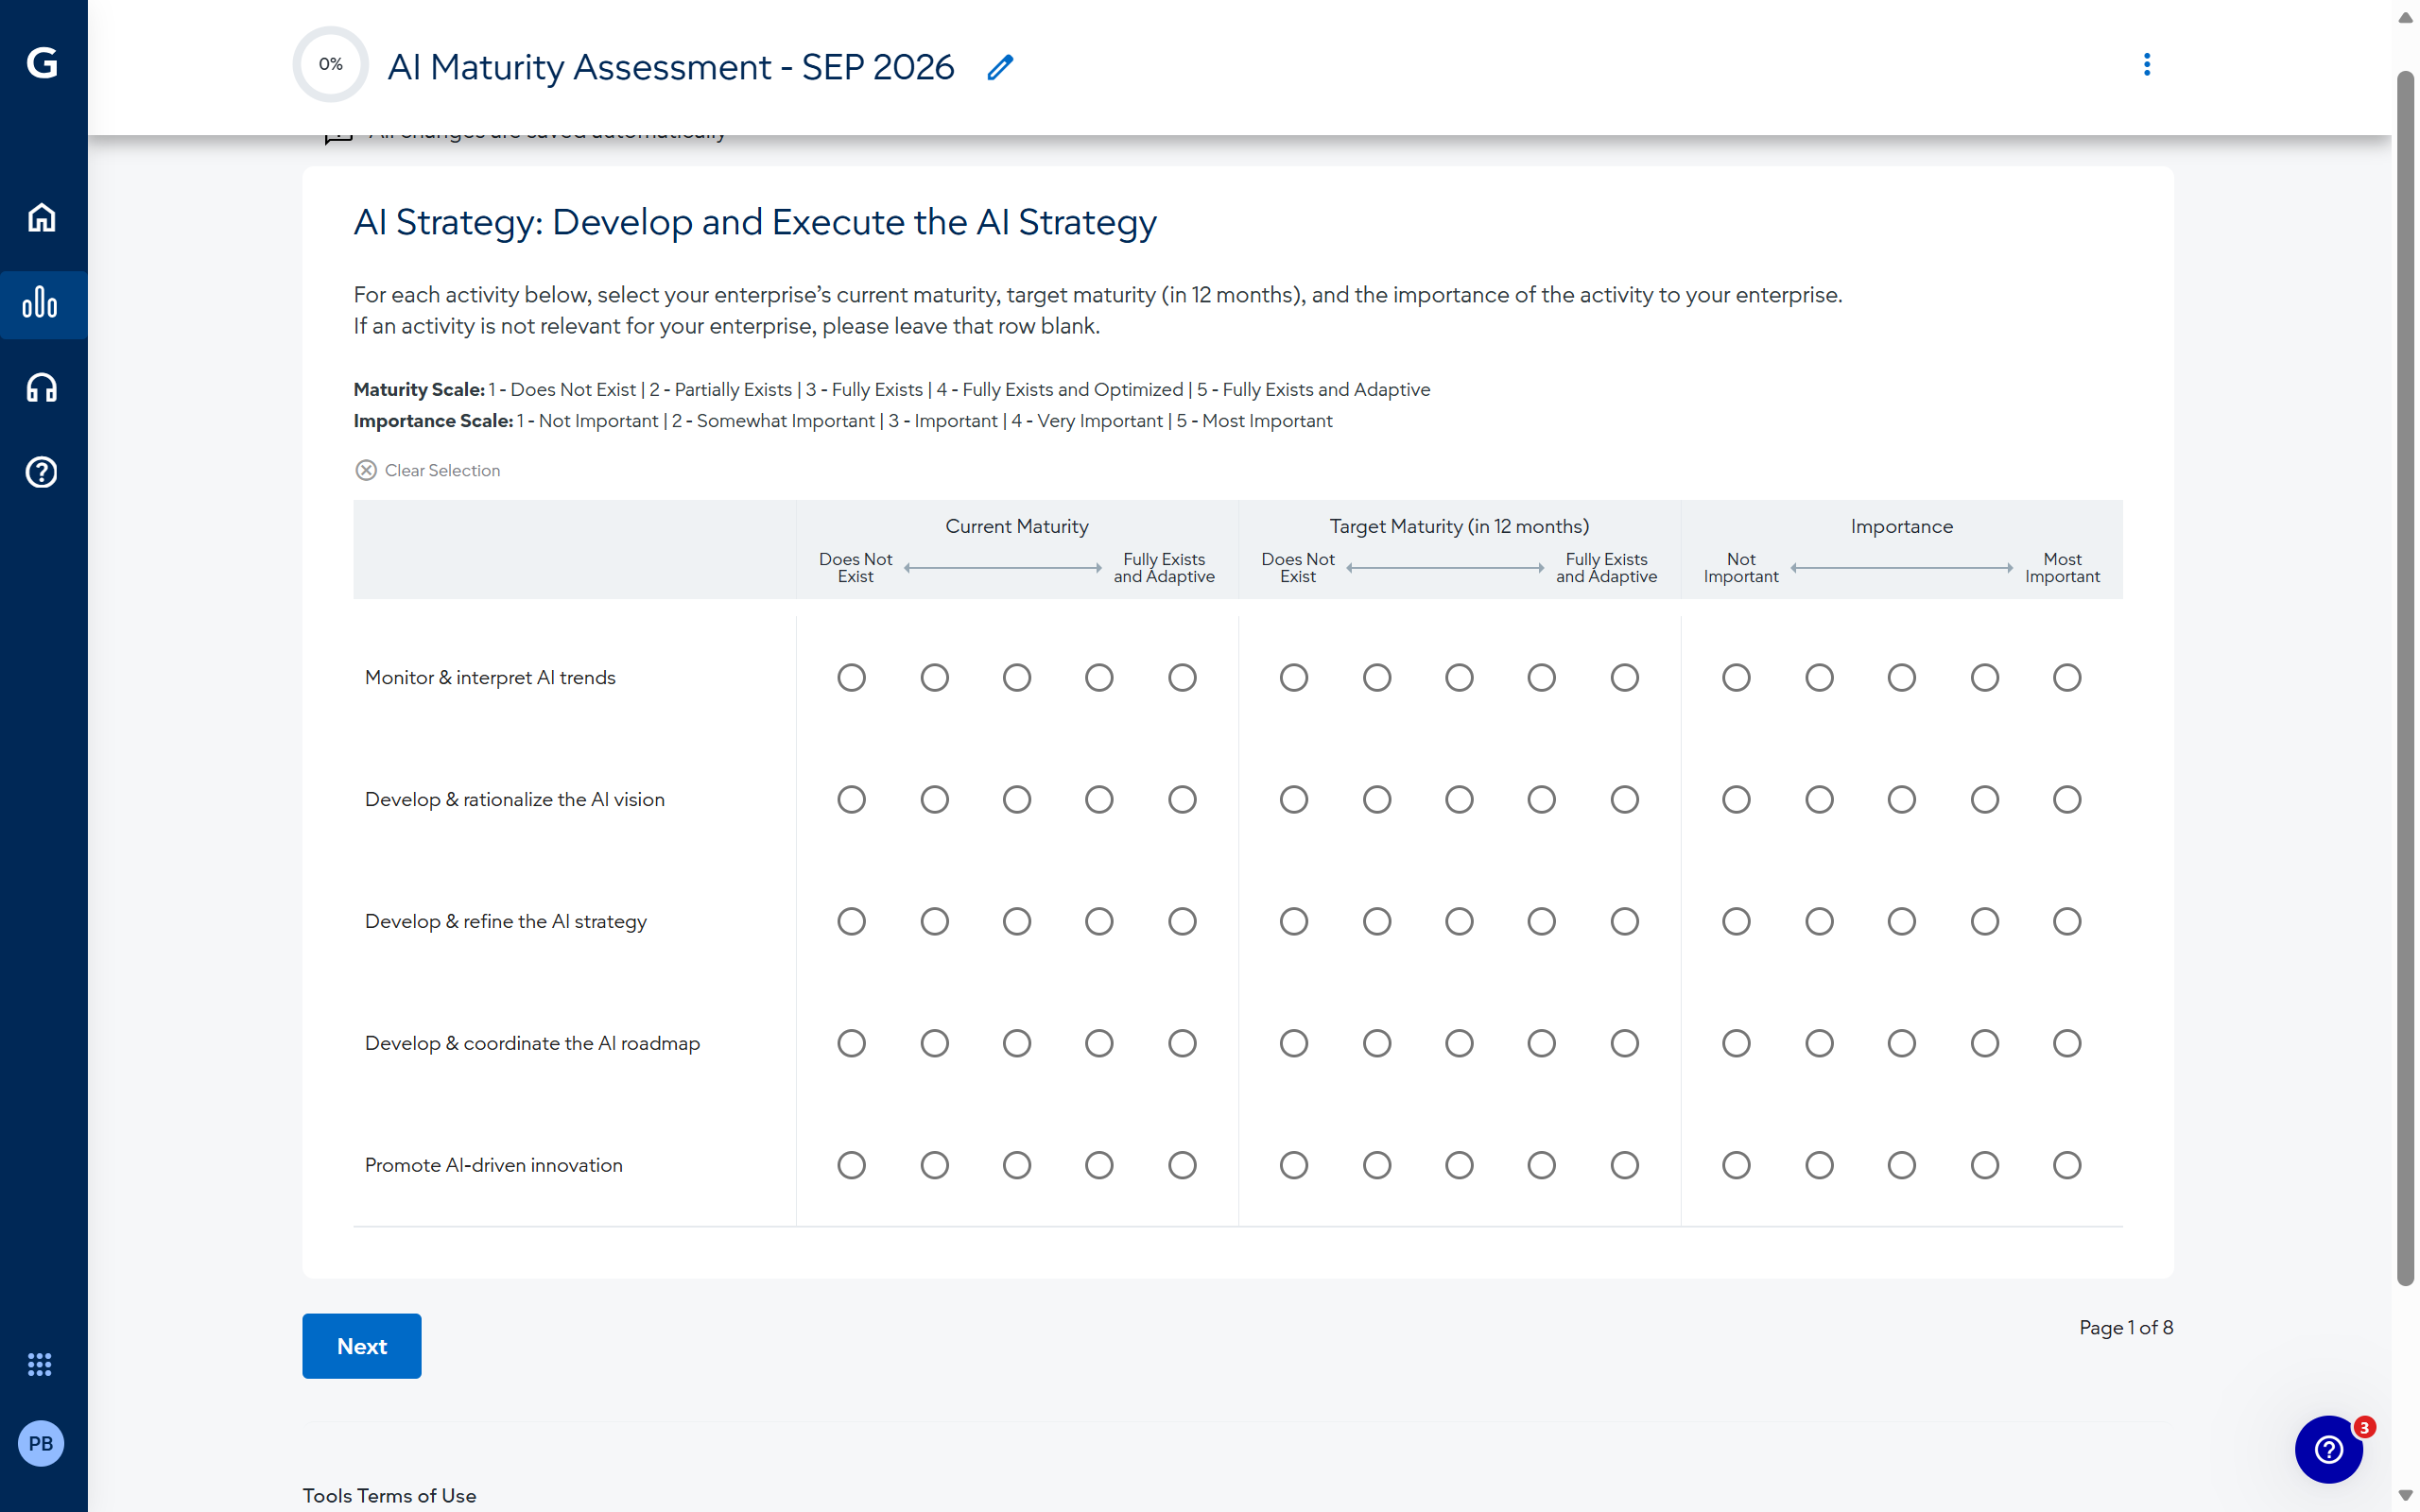 G
0%
AI Maturity Assessment - SEP 2026
All changes are saved automatically
AI Strategy: Develop and Execute the AI Strategy
For each activity below, select your enterprise’s current maturity, target maturity (in 12 months), and the importance of the activity to your enterprise.
If an activity is not relevant for your enterprise, please leave that row blank.
Maturity Scale: 1 - Does Not Exist | 2 - Partially Exists | 3 - Fully Exists | 4 - Fully Exists and Optimized | 5 - Fully Exists and Adaptive
Importance Scale: 1 - Not Important | 2 - Somewhat Important | 3 - Important | 4 - Very Important | 5 - Most Important
Clear Selection
Current Maturity
Does Not Exist
Fully Exists and Adaptive
Target Maturity (in 12 months)
Does Not Exist
Fully Exists and Adaptive
Importance
Not Important
Most Important
Monitor & interpret AI trends
Develop & rationalize the AI vision
Develop & refine the AI strategy
Develop & coordinate the AI roadmap
Promote AI-driven innovation
Next
Page 1 of 8
PB
3
Tools Terms of Use